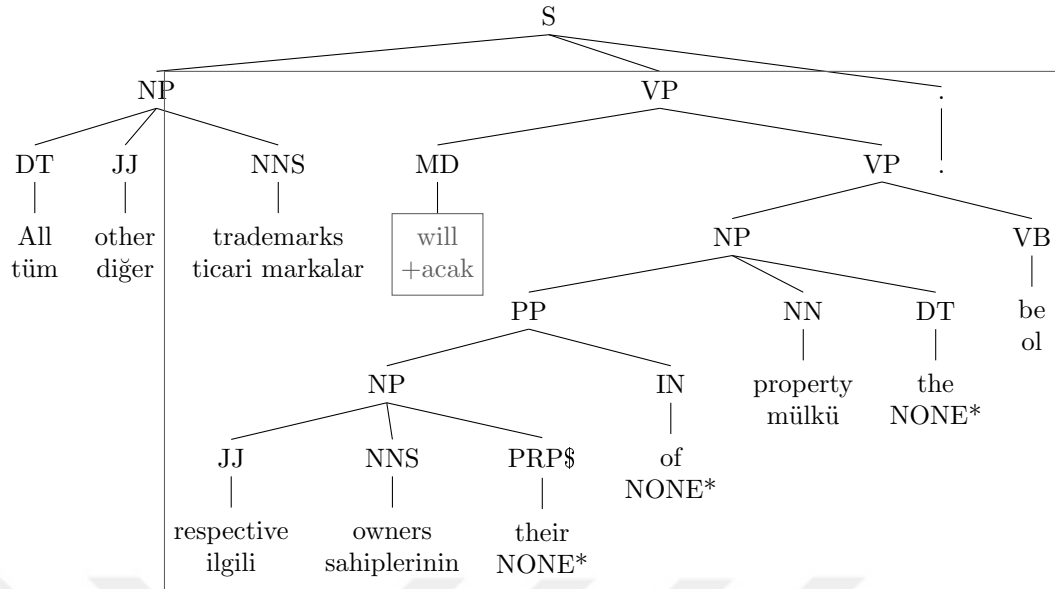 S
NP VP .
DT JJ NNS MD VP .
All other trademarks will NP VB
tüm diğer ticari markalar +acak
PP NN DT be
ol
NP IN property the
mülkü NONE*
JJ NNS PRP$ of
NONE*
respective owners their
ilgili sahiplerinin NONE*